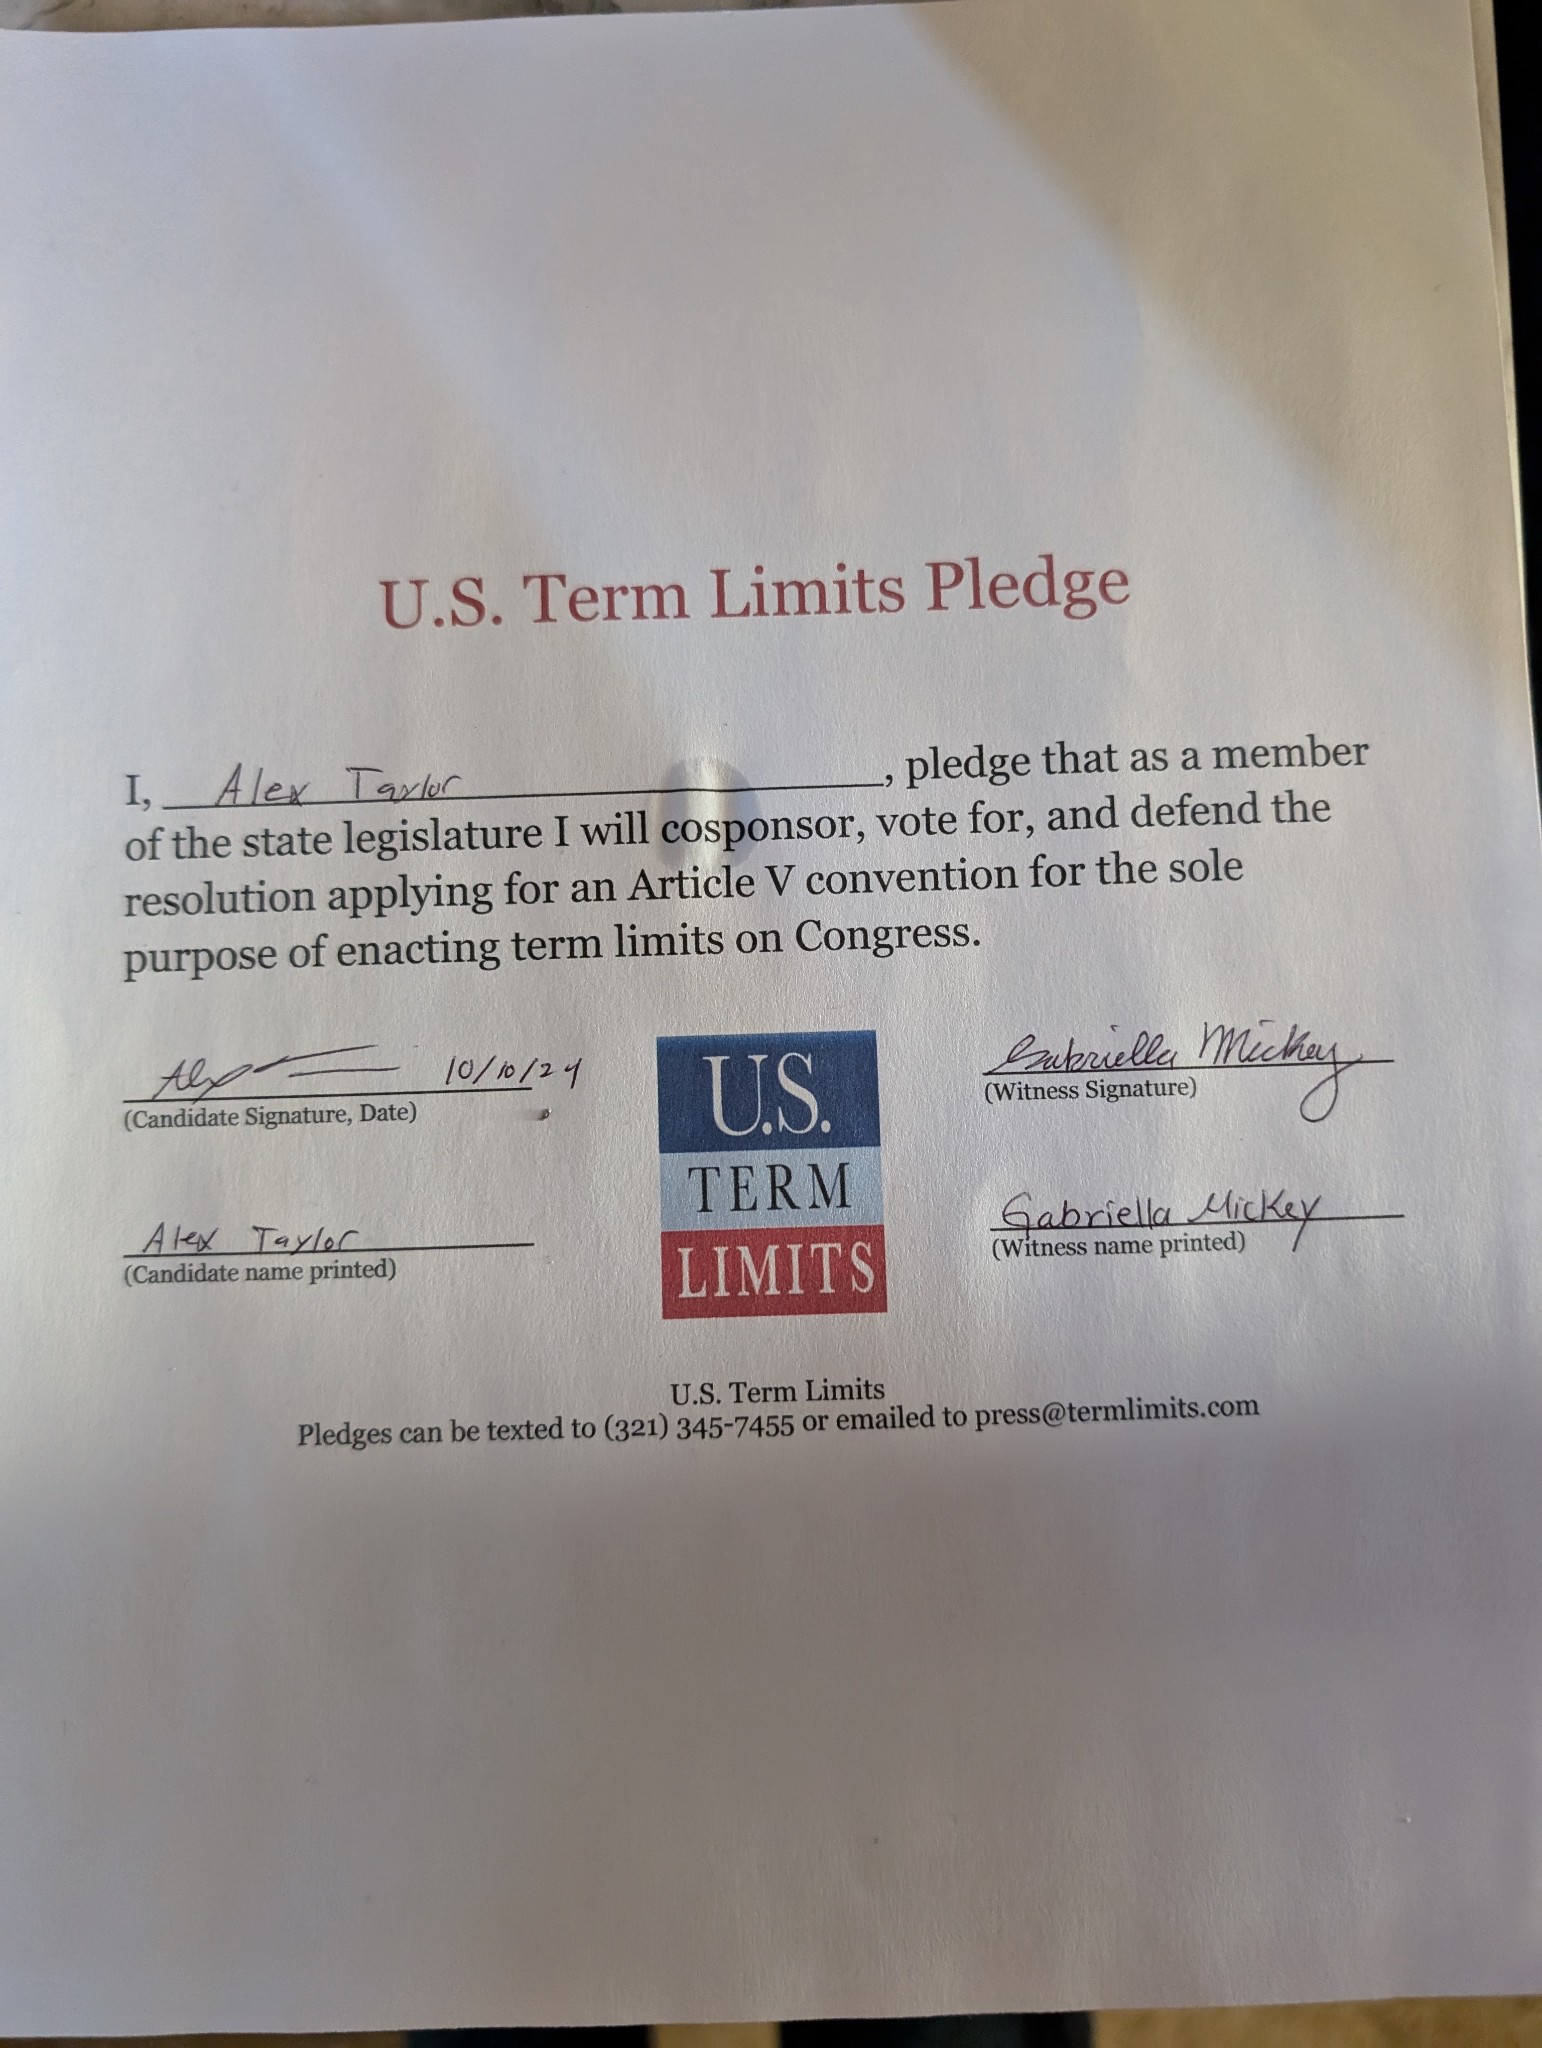 U.S. Term Limits Pledge
I, Alex Taylor, pledge that as a member
of the state legislature I will cosponsor, vote for, and defend the
resolution applying for an Article V convention for the sole
purpose of enacting term limits on Congress.
Alex 10/10/24
(Candidate Signature, Date)
Alex Taylor
(Candidate name printed)
U.S.
TERM
LIMITS
Gabriella Mickey
(Witness Signature)
Gabriella Mickey
(Witness name printed)
U.S. Term Limits
Pledges can be texted to (321) 345-7455 or emailed to press@termlimits.com